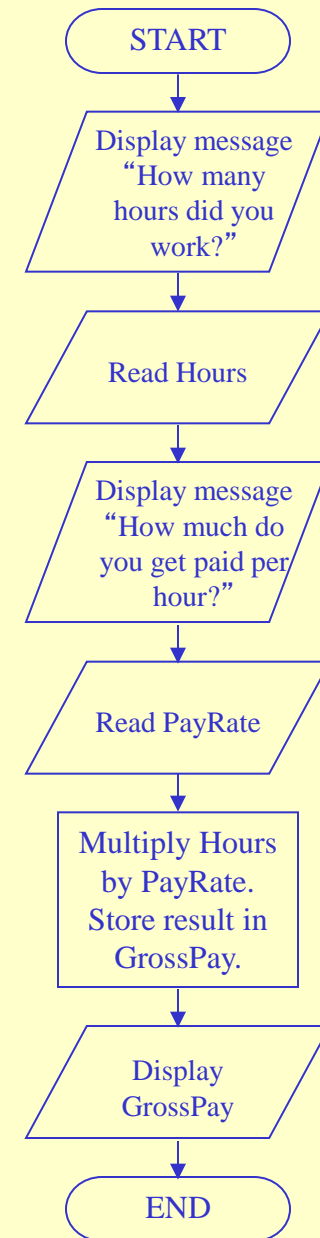 START
Display message
“How many
hours did you
work?”
Read Hours
Display message
“How much do
you get paid per
hour?”
Read PayRate
Multiply Hours
by PayRate.
Store result in
GrossPay.
Display
GrossPay
END